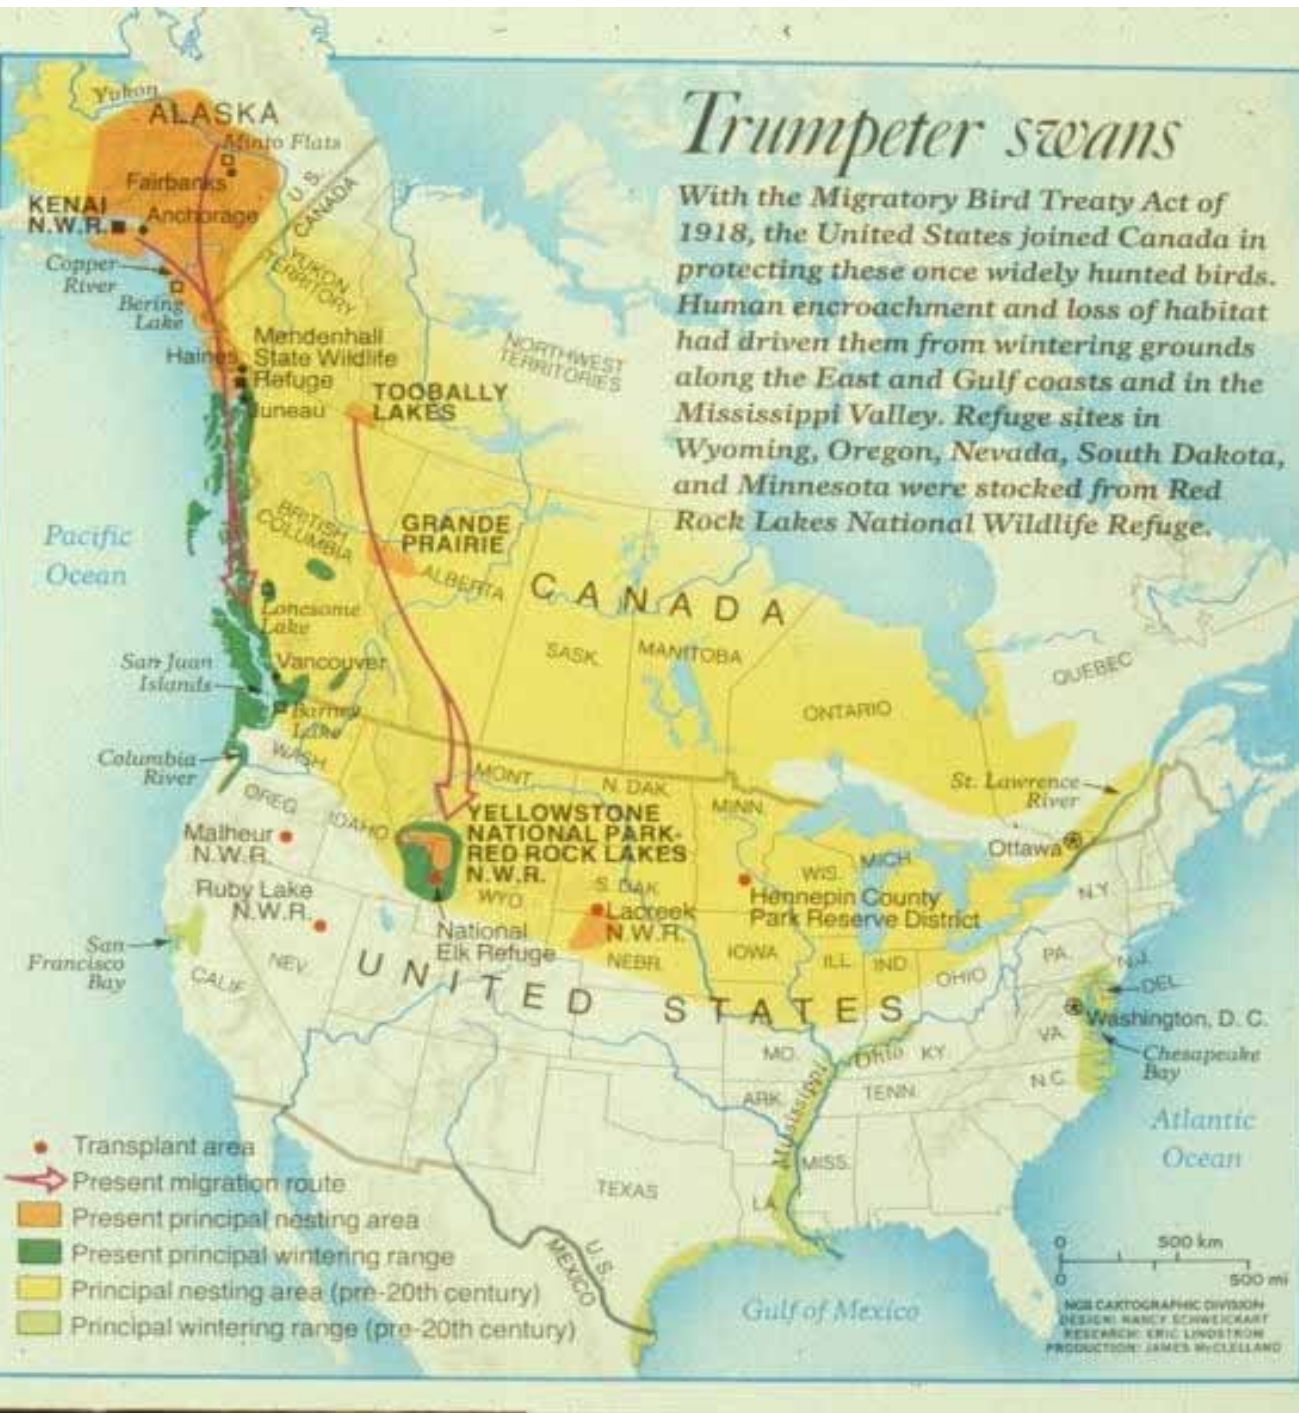 Trumpeter swans
With the Migratory Bird Treaty Act of
1918, the United States joined Canada in
protecting these once widely hunted birds.
Human encroachment and loss of habitat
had driven them from wintering grounds
along the East and Gulf coasts and in the
Mississippi Valley. Refuge sites in
Wyoming, Oregon, Nevada, South Dakota,
and Minnesota were stocked from Red
Rock Lakes National Wildlife Refuge.
Yukon
ALASKA
Minto Flats
Fairbanks
KENAI
N.W.R.
Anchorage
U.S.
CANADA
Copper
River
YUKON
TERRITORY
Bering
Lake
Mendenhall
State Wildlife
Refuge
Haines
Juneau
NORTHWEST
TERRITORIES
TOOBALLY
LAKES
Pacific
Ocean
BRITISH
COLUMBIA
GRANDE
PRAIRIE
ALBERTA
CANADA
Lonesome
Lake
SASK.
MANITOBA
QUEBEC
San Juan
Islands
Vancouver
ONTARIO
Barney
Lake
Columbia
River
WASH.
MONT.
N. DAK.
MINN.
St. Lawrence
River
OREG.
IDAHO
YELLOWSTONE
NATIONAL PARK-
RED ROCK LAKES
N.W.R.
Malheur
N.W.R.
Ottawa
WIS.
MICH.
Ruby Lake
N.W.R.
WYO.
S. DAK.
Hennepin County
Park Reserve District
N.Y.
Lacreek
N.W.R.
National
Elk Refuge
San
Francisco
Bay
CALIF.
NEV.
NEBR.
IOWA
ILL.
IND.
OHIO
PA.
N.J.
DEL.
UNITED STATES
Washington, D. C.
MO.
Ohio
KY.
VA.
Chesapeake
Bay
N.C.
ARK.
TENN.
Mississippi
Atlantic
Ocean
MISS.
TEXAS
LA.
U.S.
MEXICO
Gulf of Mexico
Transplant area
Present migration route
Present principal nesting area
Present principal wintering range
Principal nesting area (pre-20th century)
Principal wintering range (pre-20th century)
0 500 km
0 500 mi
NGS CARTOGRAPHIC DIVISION
DESIGN: NANCY SCHWEICKART
RESEARCH: ERIC LINDSTROM
PRODUCTION: JAMES McCLELLAND